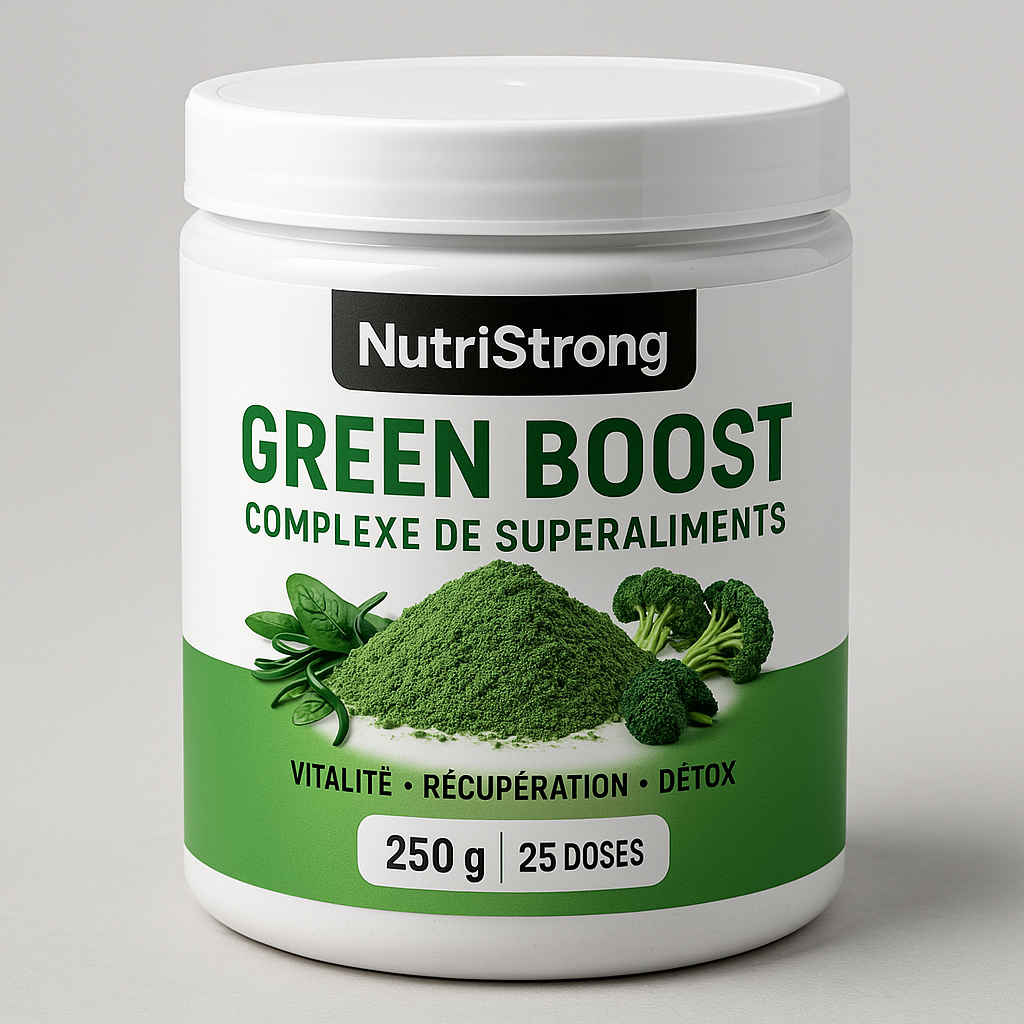 NutriStrong
GREEN BOOST
COMPLEXE DE SUPERALIMENTS
VITALITË • RÉCUPÉRATION • DÉTOX
250 g | 25 DOSES